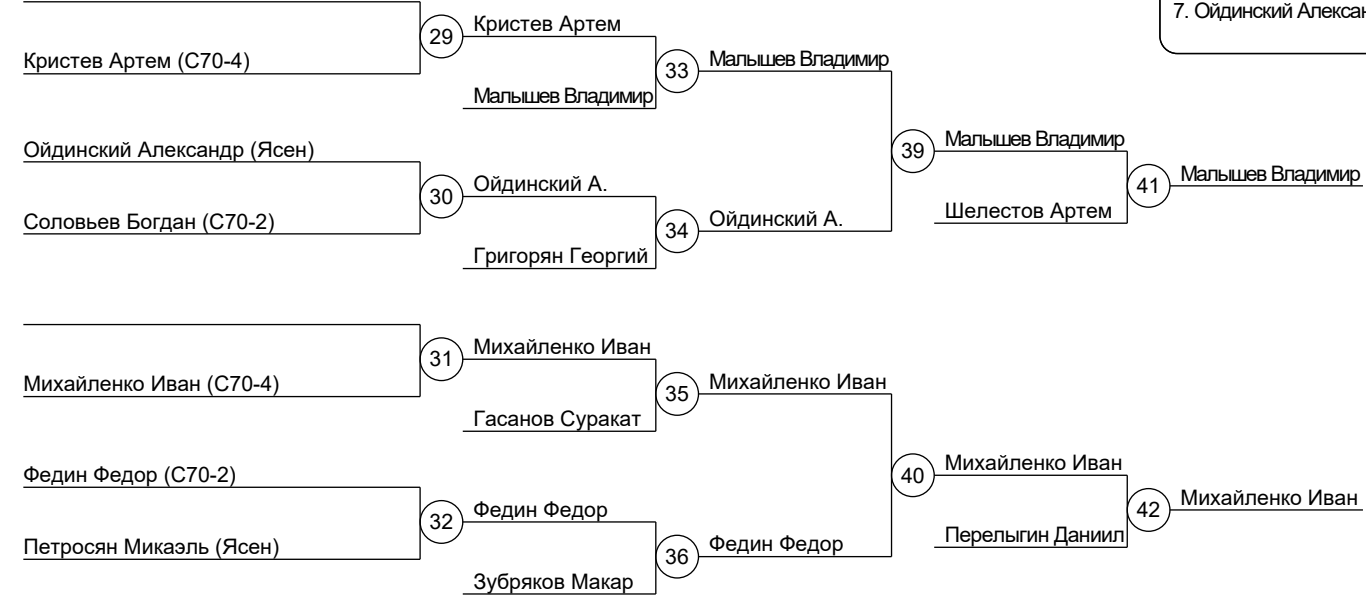 7. Ойдинский Алексан
29
Кристев Артем
Кристев Артем (С70-4)
33
Малышев Владимир
Малышев Владимир
Ойдинский Александр (Ясен)
39
Малышев Владимир
30
Ойдинский А.
41
Малышев Владимир
Соловьев Богдан (С70-2)
34
Ойдинский А.
Шелестов Артем
Григорян Георгий
31
Михайленко Иван
Михайленко Иван (С70-4)
35
Михайленко Иван
Гасанов Суракат
Федин Федор (С70-2)
40
Михайленко Иван
32
Федин Федор
42
Михайленко Иван
Петросян Микаэль (Ясен)
36
Федин Федор
Перелыгин Даниил
Зубряков Макар